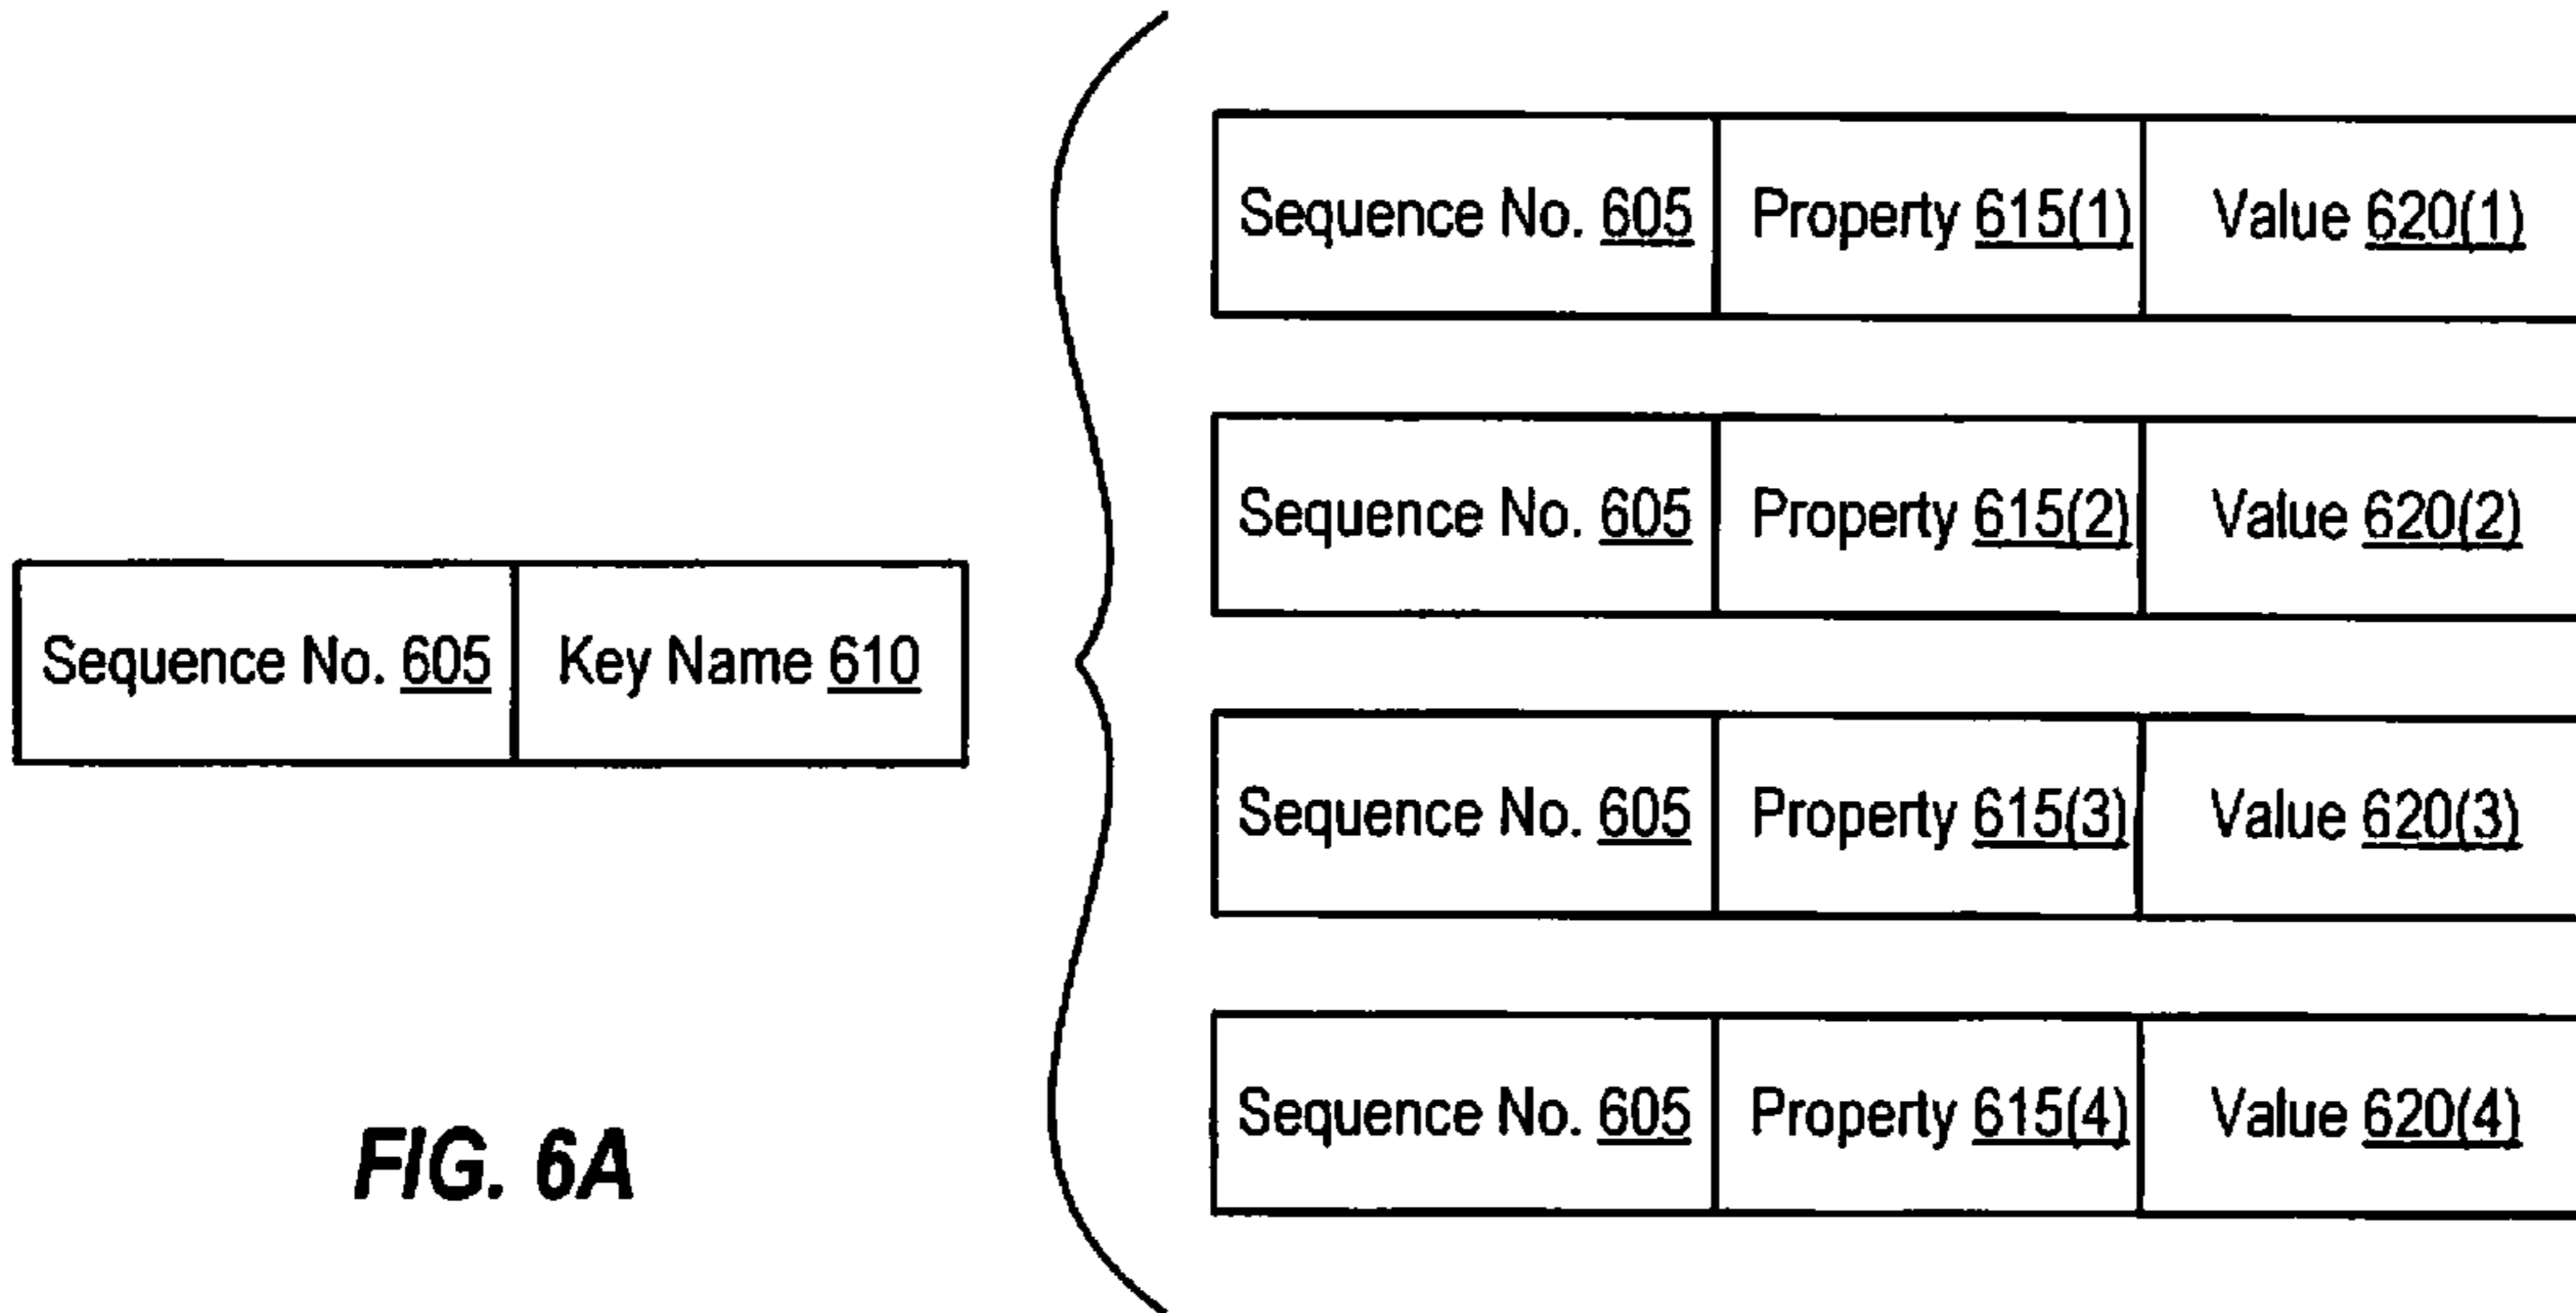 Sequence No. 605 Property 615(1) Value 620(1)
Sequence No. 605 Property 615(2) Value 620(2)
Sequence No. 605 Key Name 610
Sequence No. 605 Property 615(3) Value 620(3)
Sequence No. 605 Property 615(4) Value 620(4)
FIG. 6A